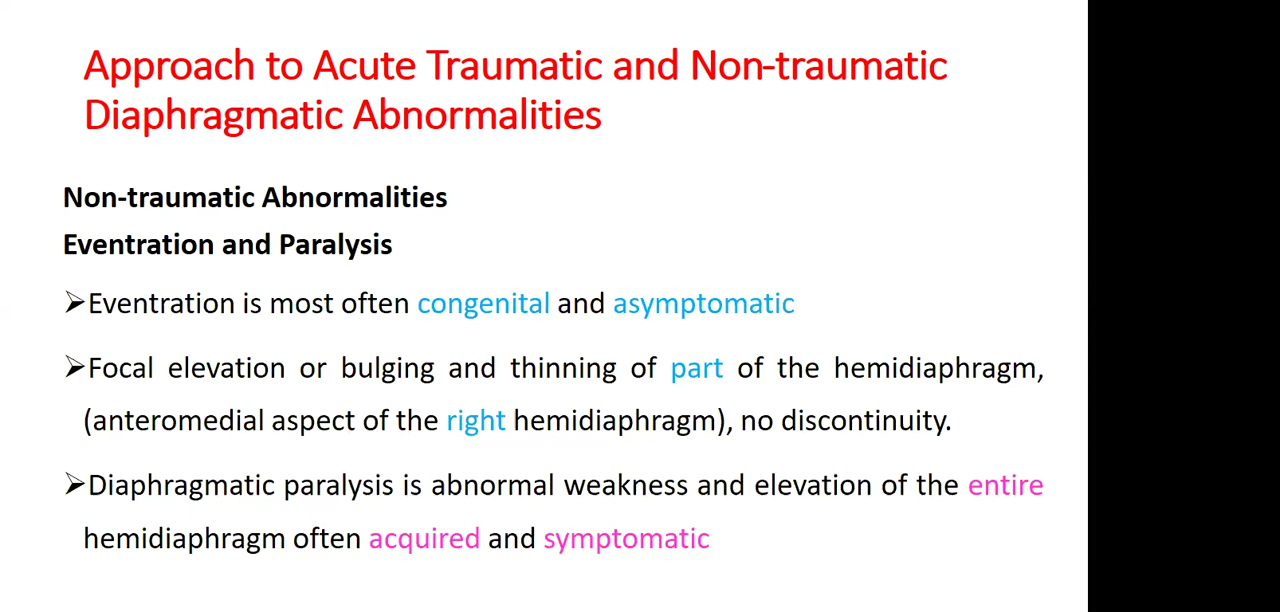 Approach to Acute Traumatic and Non-traumatic
Diaphragmatic Abnormalities
Non-traumatic Abnormalities
Eventration and Paralysis
➢Eventration is most often congenital and asymptomatic
➢Focal elevation or bulging and thinning of part of the hemidiaphragm,
(anteromedial aspect of the right hemidiaphragm), no discontinuity.
➢Diaphragmatic paralysis is abnormal weakness and elevation of the entire
hemidiaphragm often acquired and symptomatic